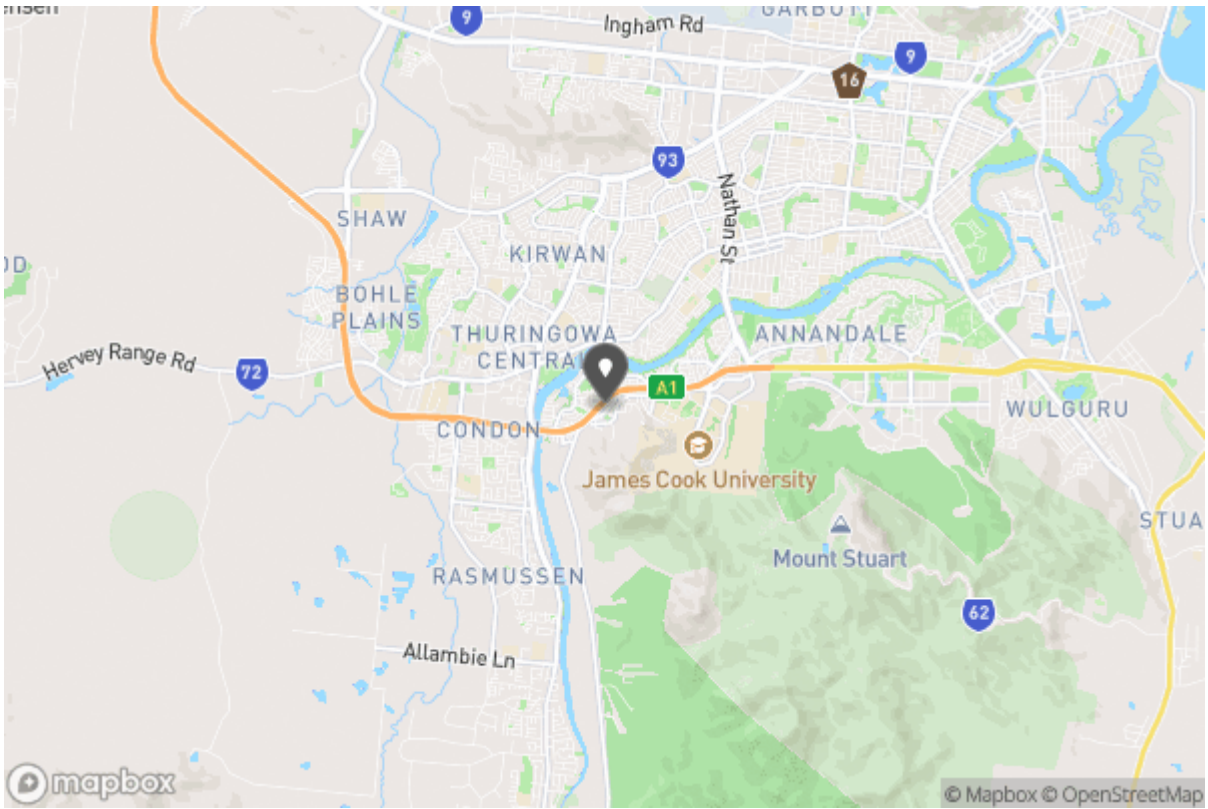 GARBUTT
Ingham Rd
9
9
16
93
Nathan St
SHAW
KIRWAN
BOHLE
PLAINS
THURINGOWA
CENTRAL
ANNANDALE
Hervey Range Rd
72
A1
WULGURU
CONDON
James Cook University
Mount Stuart
RASMUSSEN
62
Allambie Ln
mapbox
© Mapbox © OpenStreetMap